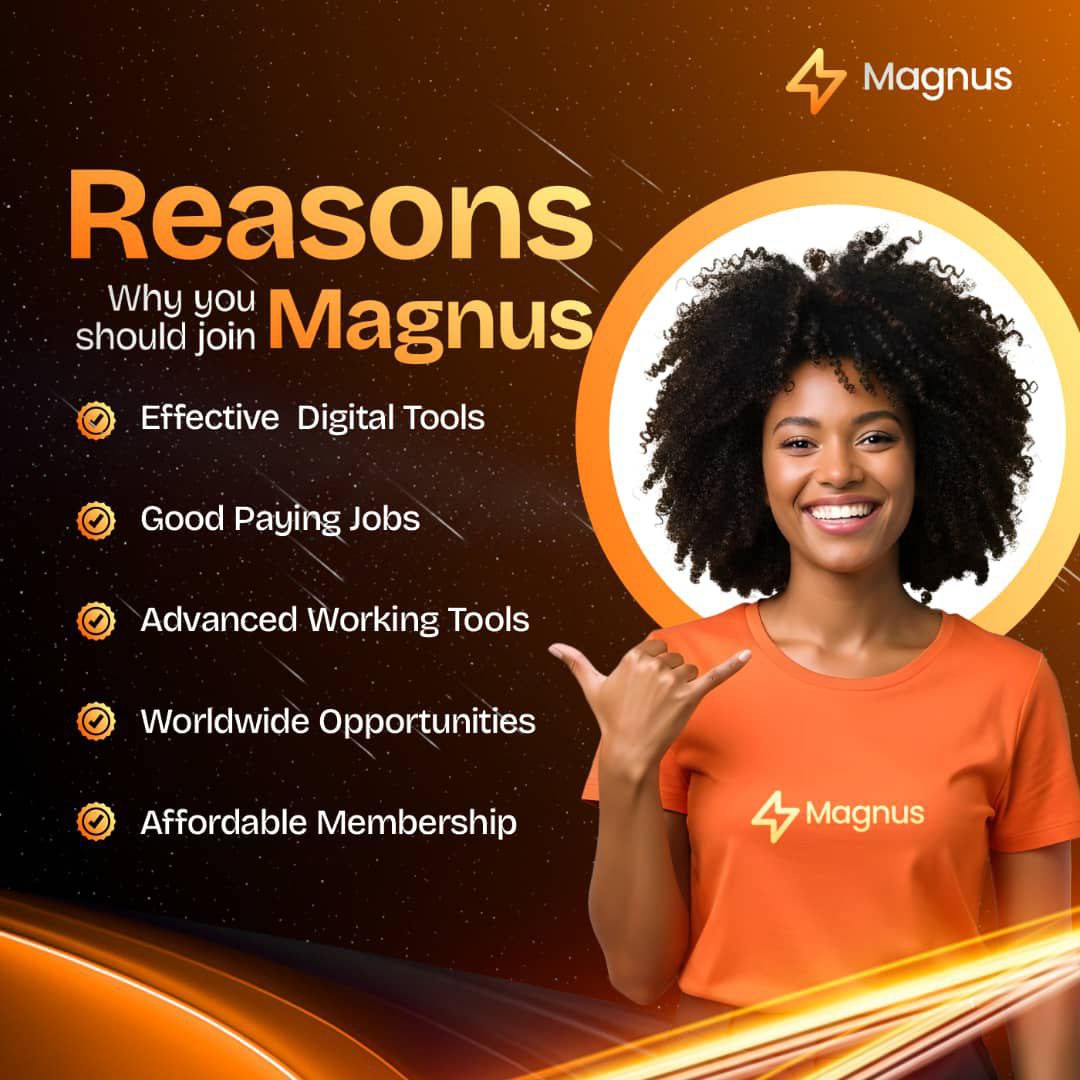 Magnus
Reasons
Why you
should join Magnus
Effective  Digital Tools
Good Paying Jobs
Advanced Working Tools
Worldwide Opportunities
Affordable Membership
Magnus